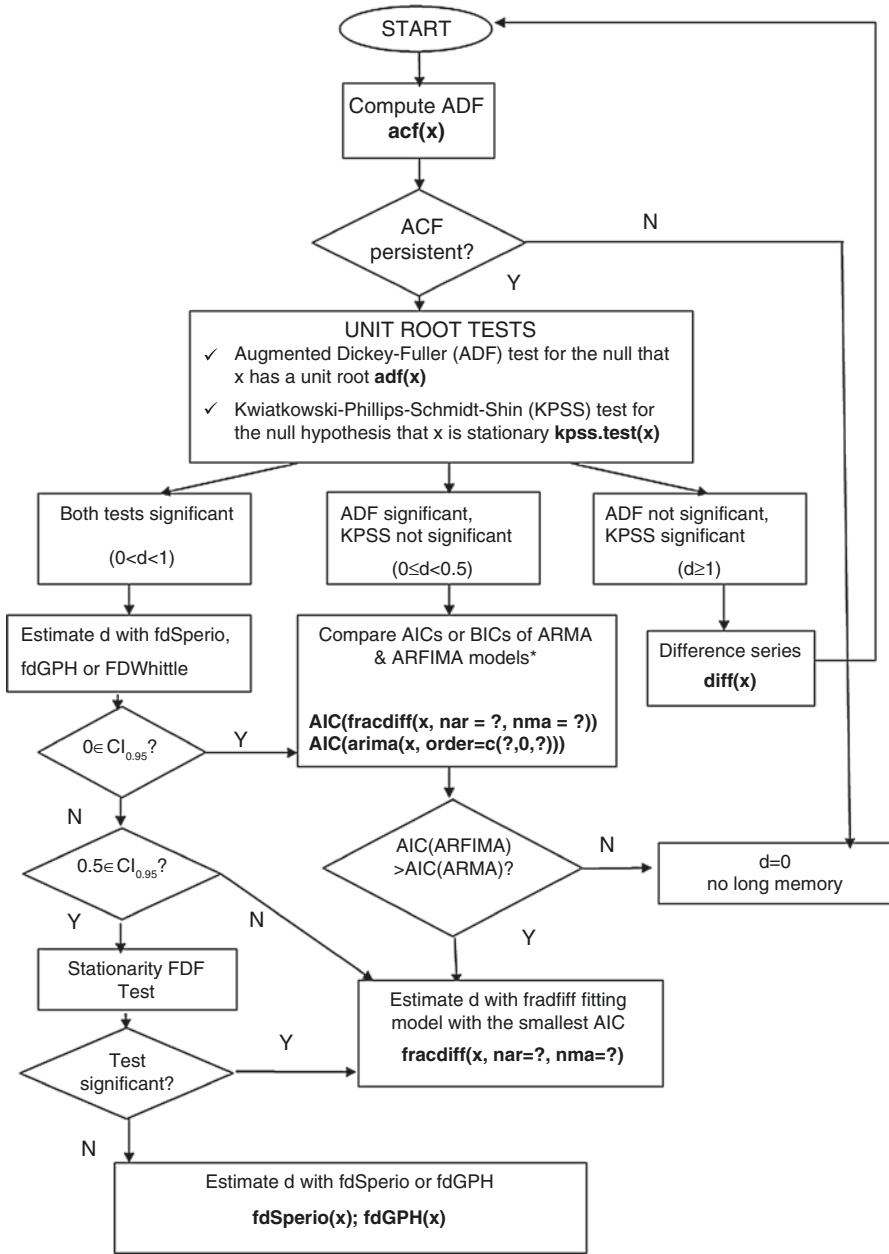 START
Compute ADF
acf(x)
ACF
persistent?
N
Y
UNIT ROOT TESTS
✓ Augmented Dickey-Fuller (ADF) test for the null that
x has a unit root adf(x)
✓ Kwiatkowski-Phillips-Schmidt-Shin (KPSS) test for
the null hypothesis that x is stationary kpss.test(x)
Both tests significant
(0<d<1)
ADF significant,
KPSS not significant
(0≤d<0.5)
ADF not significant,
KPSS significant
(d≥1)
Estimate d with fdSperio,
fdGPH or FDWhittle
Compare AICs or BICs of ARMA
& ARFIMA models*
AIC(fracdiff(x, nar = ?, nma = ?))
AIC(arima(x, order=c(?,0,?)))
Difference series
diff(x)
0∈CI0.95?
Y
N
0.5∈CI0.95?
N
Y
AIC(ARFIMA)
>AIC(ARMA)?
N
Y
d=0
no long memory
Stationarity FDF
Test
Estimate d with fradfiff fitting
model with the smallest AIC
fracdiff(x, nar=?, nma=?)
Test
significant?
Y
N
Estimate d with fdSperio or fdGPH
fdSperio(x); fdGPH(x)